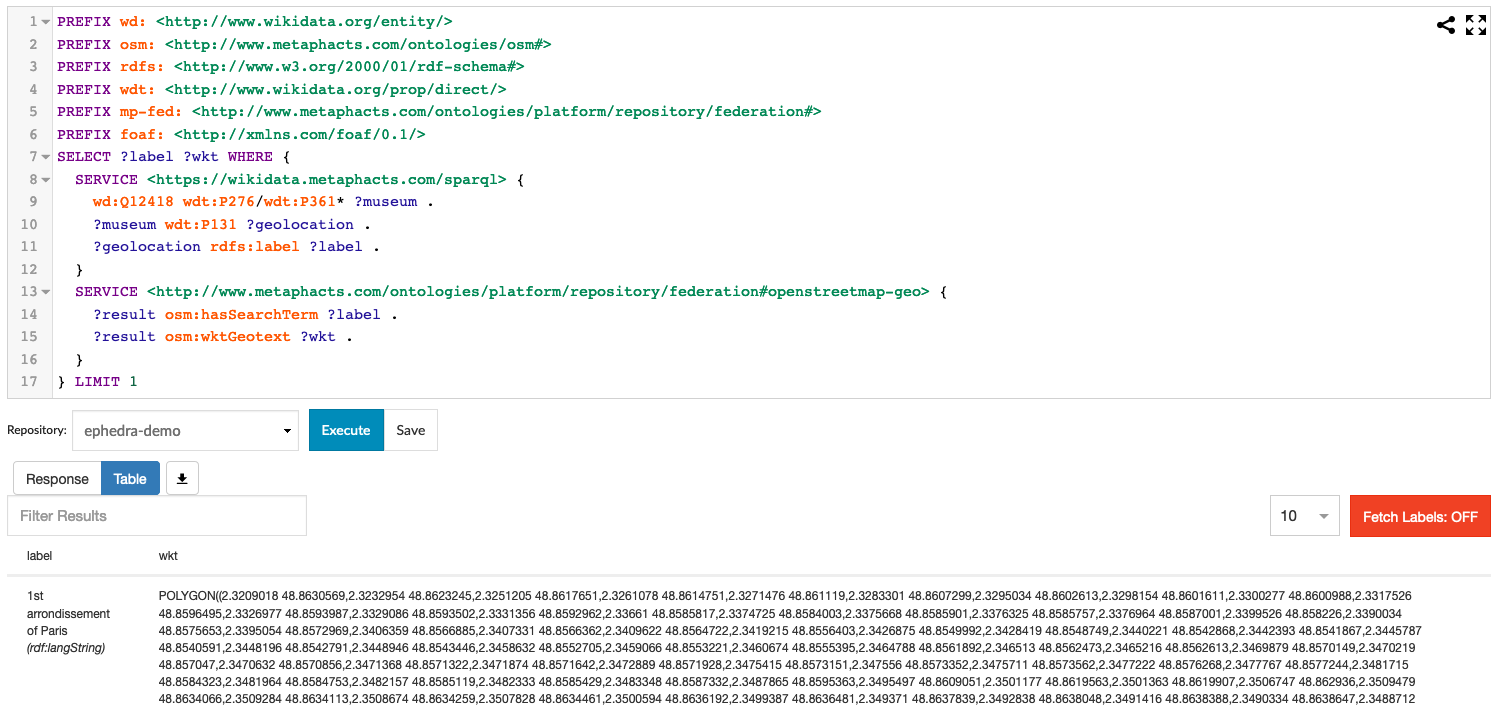 1 PREFIX wd: <http://www.wikidata.org/entity/>
2 PREFIX osm: <http://www.metaphacts.com/ontologies/osm#>
3 PREFIX rdfs: <http://www.w3.org/2000/01/rdf-schema#>
4 PREFIX wdt: <http://www.wikidata.org/prop/direct/>
5 PREFIX mp-fed: <http://www.metaphacts.com/ontologies/platform/repository/federation#>
6 PREFIX foaf: <http://xmlns.com/foaf/0.1/>
7 SELECT ?label ?wkt WHERE {
8 SERVICE <https://wikidata.metaphacts.com/sparql> {
9 wd:Q12418 wdt:P276/wdt:P361* ?museum .
10 ?museum wdt:P131 ?geolocation .
11 ?geolocation rdfs:label ?label .
12 }
13 SERVICE <http://www.metaphacts.com/ontologies/platform/repository/federation#openstreetmap-geo> {
14 ?result osm:hasSearchTerm ?label .
15 ?result osm:wktGeotext ?wkt .
16 }
17 } LIMIT 1
Repository: ephedra-demo Execute Save
Response Table
Filter Results 10 Fetch Labels: OFF
label wkt
1st POLYGON((2.3209018 48.8630569,2.3232954 48.8623245,2.3251205 48.8617651,2.3261078 48.8614751,2.3271476 48.861119,2.3283301 48.8607299,2.3295034 48.8602613,2.3298154 48.8601611,2.3300277 48.8600988,2.3317526
arrondissement 48.8596495,2.3326977 48.8593987,2.3329086 48.8593502,2.3331356 48.8592962,2.33661 48.8585817,2.3374725 48.8584003,2.3375668 48.8585901,2.3376325 48.8585757,2.3376964 48.8587001,2.3399526 48.858226,2.3390034
of Paris 48.8575653,2.3395054 48.8572969,2.3406359 48.8566885,2.3407331 48.8566362,2.3409622 48.8564722,2.3419215 48.8556403,2.3426875 48.8549992,2.3428419 48.8548749,2.3440221 48.8542868,2.3442393 48.8541867,2.3445787
(rdf:langString) 48.8540591,2.3448196 48.8542791,2.3448946 48.8543446,2.3458632 48.8552705,2.3459066 48.8553221,2.3460674 48.8555395,2.3464788 48.8561892,2.346513 48.8562473,2.3465216 48.8562613,2.3469879 48.8570149,2.3470219
48.857047,2.3470632 48.8570856,2.3471368 48.8571322,2.3471874 48.8571642,2.3472889 48.8571928,2.3475415 48.8573151,2.347556 48.8573352,2.3475711 48.8573562,2.3477222 48.8576268,2.3477767 48.8577244,2.3481715
48.8584323,2.3481964 48.8584753,2.3482157 48.8585119,2.3482333 48.8585429,2.3483348 48.8587332,2.3487865 48.8595363,2.3495497 48.8609051,2.3501177 48.8619563,2.3501363 48.8619907,2.3506747 48.862936,2.3509479
48.8634066,2.3509284 48.8634113,2.3508674 48.8634259,2.3507828 48.8634461,2.3500594 48.8636192,2.3499387 48.8636481,2.349371 48.8637839,2.3492838 48.8638048,2.3491416 48.8638388,2.3490334 48.8638647,2.3488712